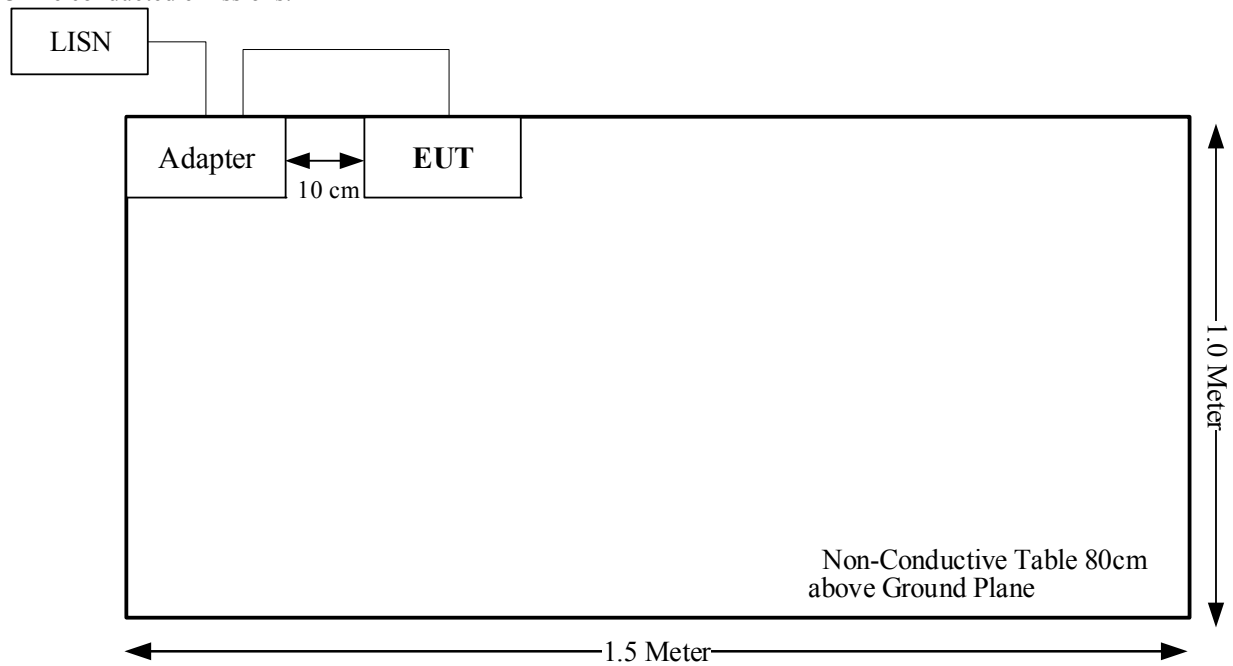 LISN
Adapter
EUT
10 cm
1.0 Meter
Non-Conductive Table 80cm
above Ground Plane
1.5 Meter